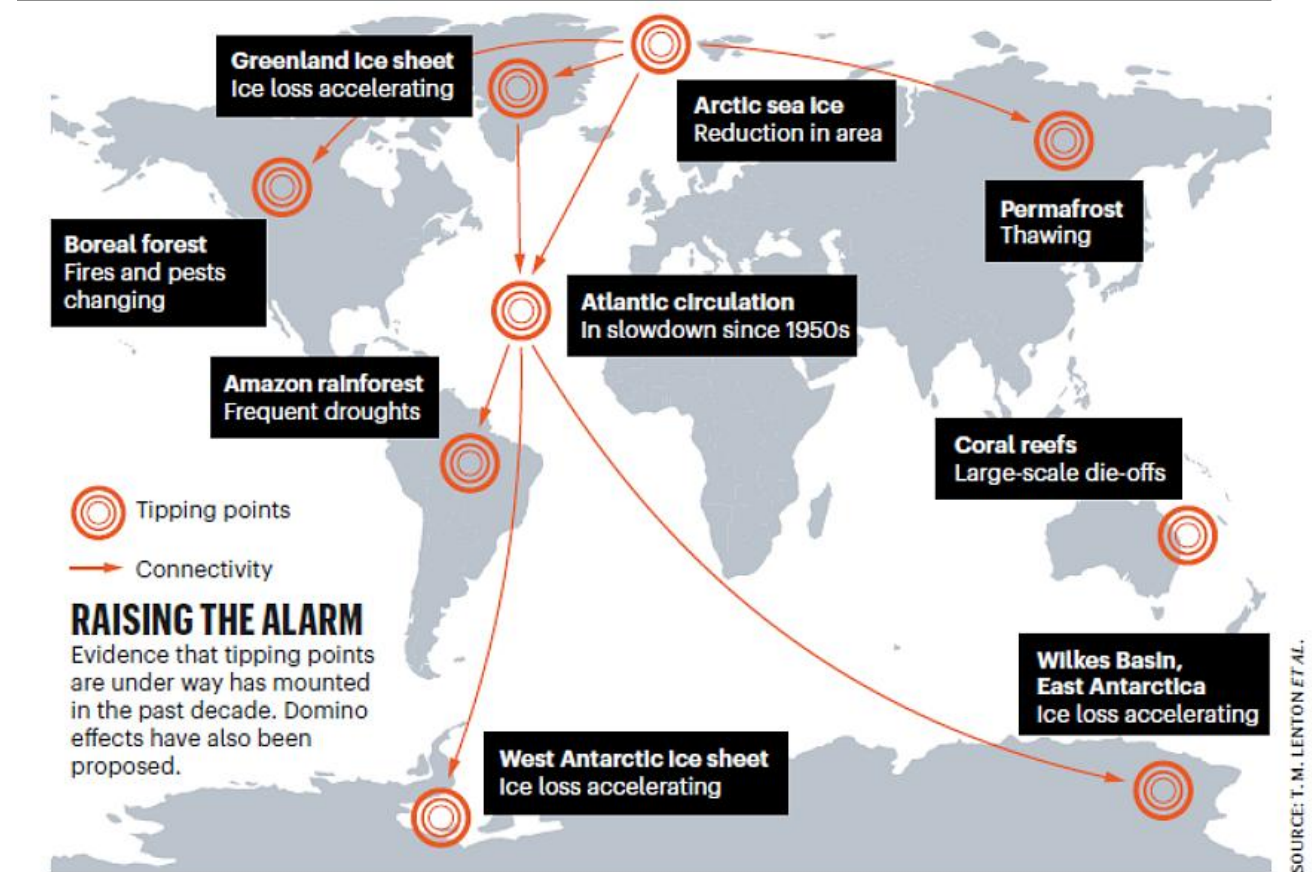 Greenland Ice sheet
Ice loss accelerating
Arctic sea ice
Reduction in area
Permafrost
Thawing
Boreal forest
Fires and pests
changing
Atlantic circulation
In slowdown since 1950s
Amazon rainforest
Frequent droughts
Coral reefs
Large-scale die-offs
Tipping points
Connectivity
RAISING THE ALARM
Evidence that tipping points
are under way has mounted
in the past decade. Domino
effects have also been
proposed.
Wilkes Basin,
East Antarctica
Ice loss accelerating
West Antarctic Ice sheet
Ice loss accelerating
SOURCE: T. M. LENTON ET AL.